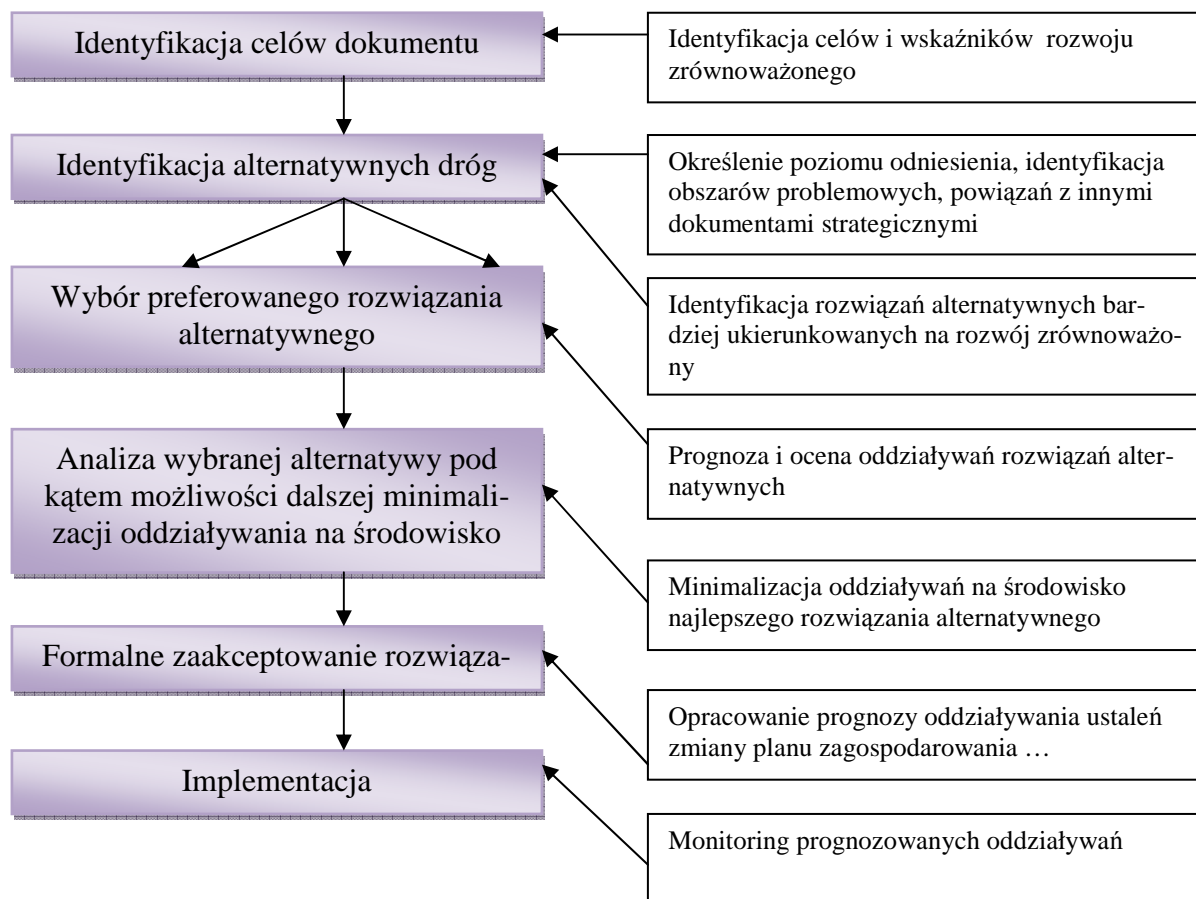 Identyfikacja celów dokumentu
Identyfikacja celów i wskaźników rozwoju
zrównoważonego
Identyfikacja alternatywnych dróg
Określenie poziomu odniesienia, identyfikacja
obszarów problemowych, powiązań z innymi
dokumentami strategicznymi
Wybór preferowanego rozwiązania
alternatywnego
Identyfikacja rozwiązań alternatywnych bar-
dziej ukierunkowanych na rozwój zrównoważo-
ny
Analiza wybranej alternatywy pod
kątem możliwości dalszej minimali-
zacji oddziaływania na środowisko
Prognoza i ocena oddziaływań rozwiązań alter-
natywnych
Minimalizacja oddziaływań na środowisko
najlepszego rozwiązania alternatywnego
Formalne zaakceptowanie rozwiąza-
Opracowanie prognozy oddziaływania ustaleń
zmiany planu zagospodarowania …
Implementacja
Monitoring prognozowanych oddziaływań